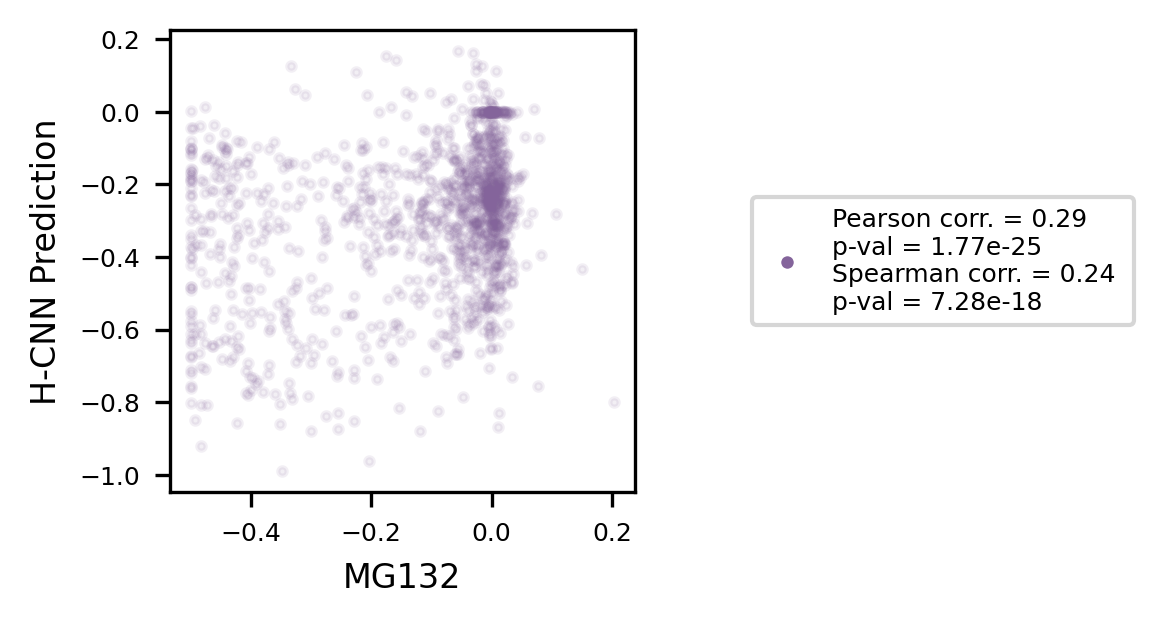 H-CNN Prediction
0.2
0.0
−0.2
−0.4
−0.6
−0.8
−1.0
−0.4
−0.2
0.0
0.2
MG132
Pearson corr. = 0.29
p-val = 1.77e-25
Spearman corr. = 0.24
p-val = 7.28e-18